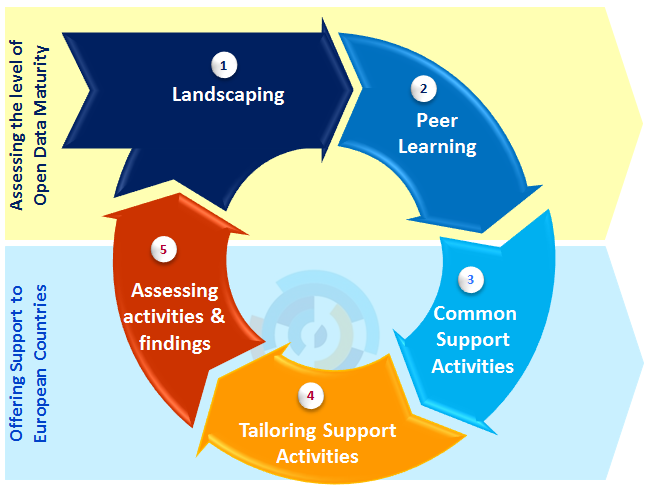 Assessing the level of
Open Data Maturity
1
Landscaping
2
Peer
Learning
3
Common
Support
Activities
4
Tailoring Support
Activities
5
Assessing
activities &
findings
Offering Support to
European Countries